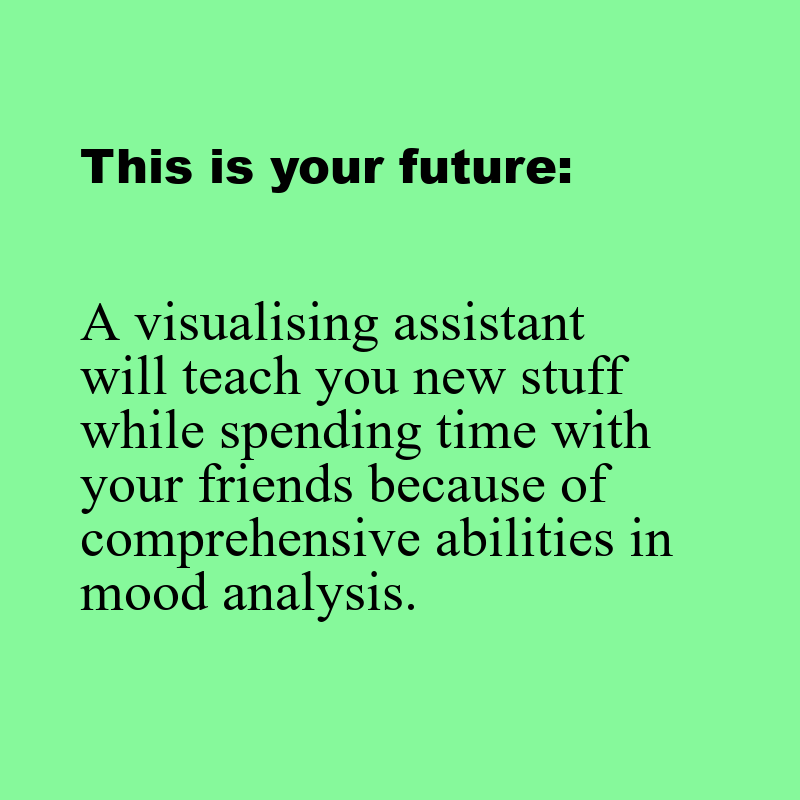 This is your future:
A visualising assistant
will teach you new stuff
while spending time with
your friends because of
comprehensive abilities in
mood analysis.